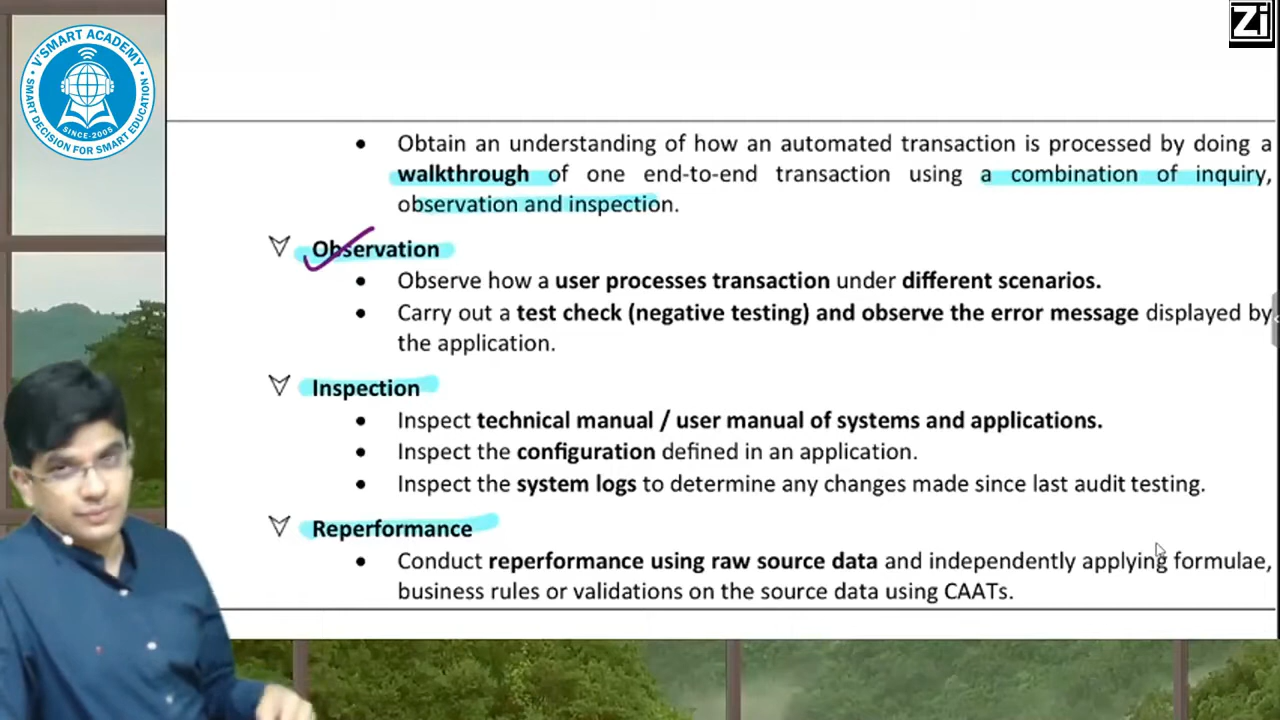 V'SMART ACADEMY
SINCE-2005
SMART DECISION FOR SMART EDUCATION
Zi
• Obtain an understanding of how an automated transaction is processed by doing a
walkthrough of one end-to-end transaction using a combination of inquiry,
observation and inspection.
Observation
• Observe how a user processes transaction under different scenarios.
• Carry out a test check (negative testing) and observe the error message displayed by
the application.
Inspection
• Inspect technical manual / user manual of systems and applications.
• Inspect the configuration defined in an application.
• Inspect the system logs to determine any changes made since last audit testing.
Reperformance
• Conduct reperformance using raw source data and independently applying formulae,
business rules or validations on the source data using CAATs.